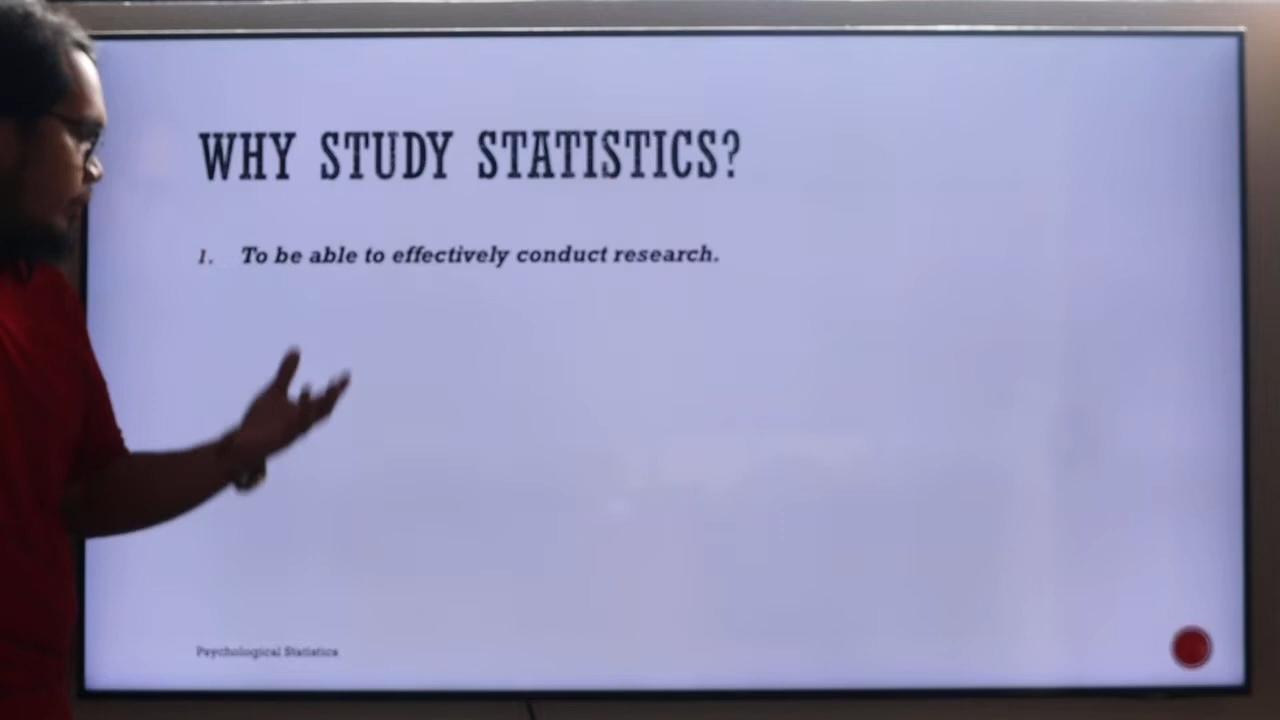 WHY STUDY STATISTICS?
1. To be able to effectively conduct research.
Psychological Statistics